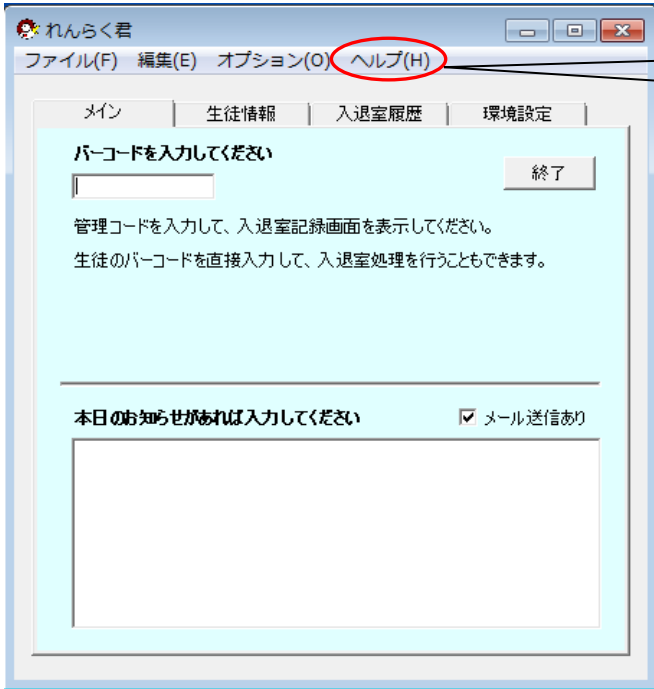 れんらく君
ファイル(F) 編集(E) オプション(O) ヘルプ(H)
メイン 生徒情報 入退室履歴 環境設定
バーコードを入力してください
終了
管理コードを入力して、入退室記録画面を表示してください。
生徒のバーコードを直接入力して、入退室処理を行うこともできます。
本日のお知らせがあれば入力してください メール送信あり